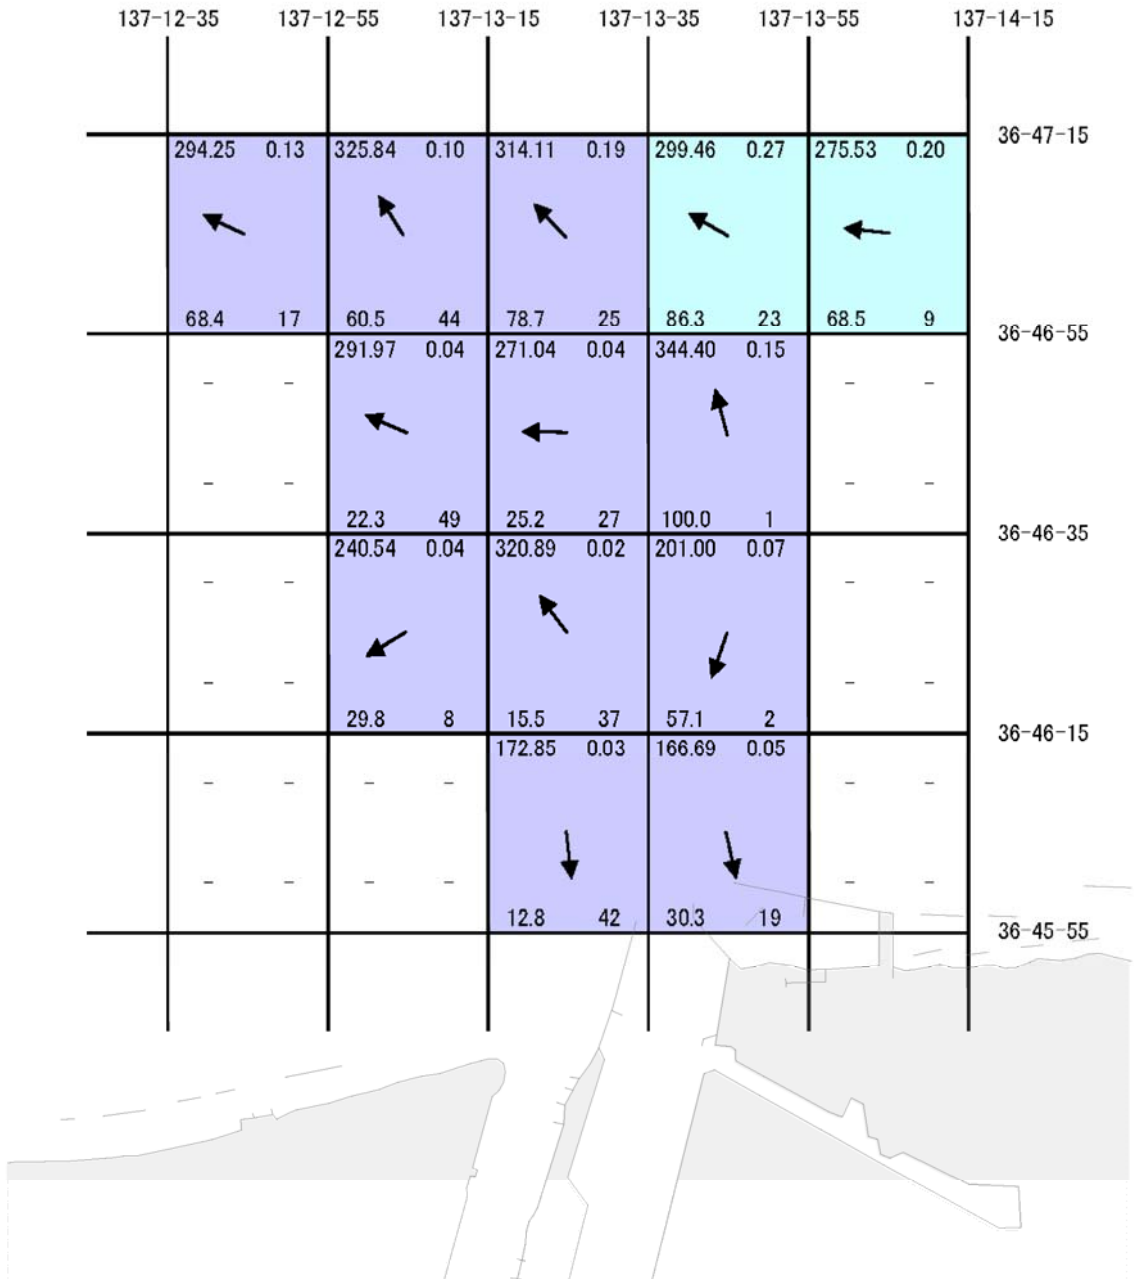 137-12-35 137-12-55 137-13-15 137-13-35 137-13-55 137-14-15
36-47-15
294.25 0.13 325.84 0.10 314.11 0.19 299.46 0.27 275.53 0.20
68.4 17 60.5 44 78.7 25 86.3 23 68.5 9
36-46-55
- - 291.97 0.04 271.04 0.04 344.40 0.15 - -
- - 22.3 49 25.2 27 100.0 1 - -
36-46-35
- - 240.54 0.04 320.89 0.02 201.00 0.07 - -
- - 29.8 8 15.5 37 57.1 2 - -
36-46-15
- - - - 172.85 0.03 166.69 0.05 - -
- - - - 12.8 42 30.3 19 - -
36-45-55